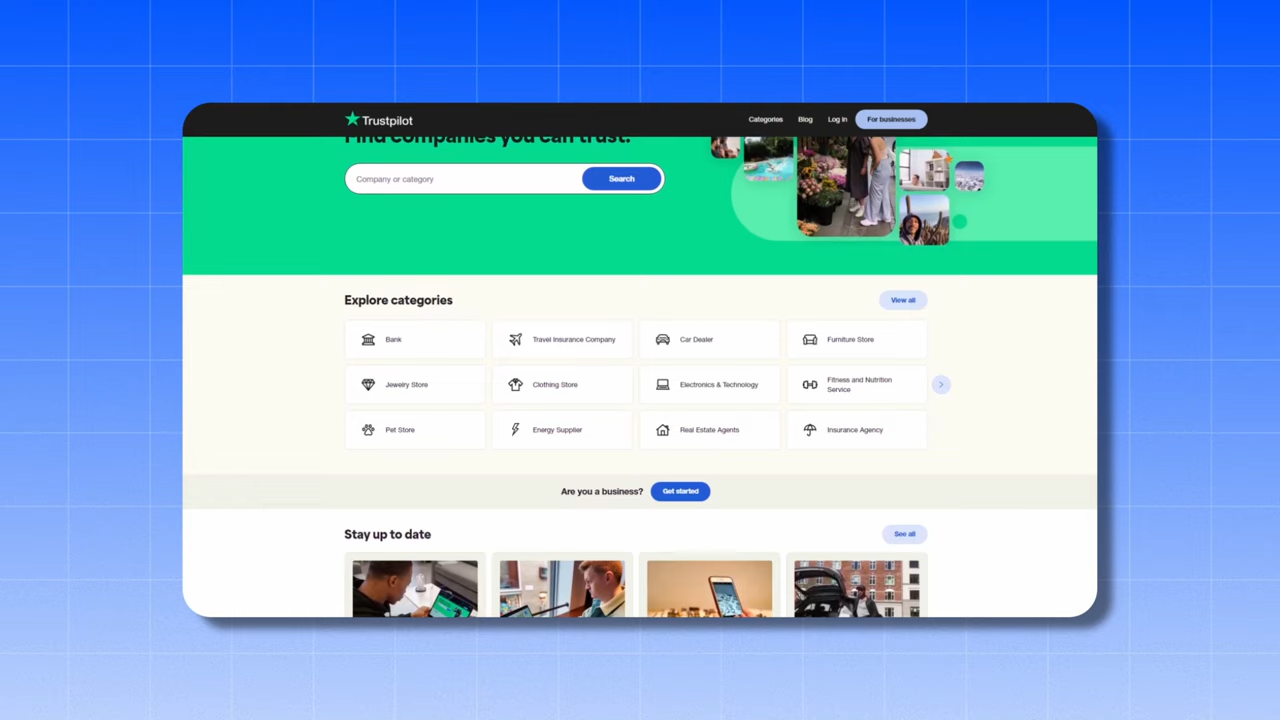 Trustpilot
Categories
Blog
Log in
For businesses
Find companies you can trust.
Company or category
Search
Explore categories
View all
Bank
Travel Insurance Company
Car Dealer
Furniture Store
Jewelry Store
Clothing Store
Electronics & Technology
Fitness and Nutrition
Service
Pet Store
Energy Supplier
Real Estate Agents
Insurance Agency
Are you a business?
Get started
Stay up to date
See all